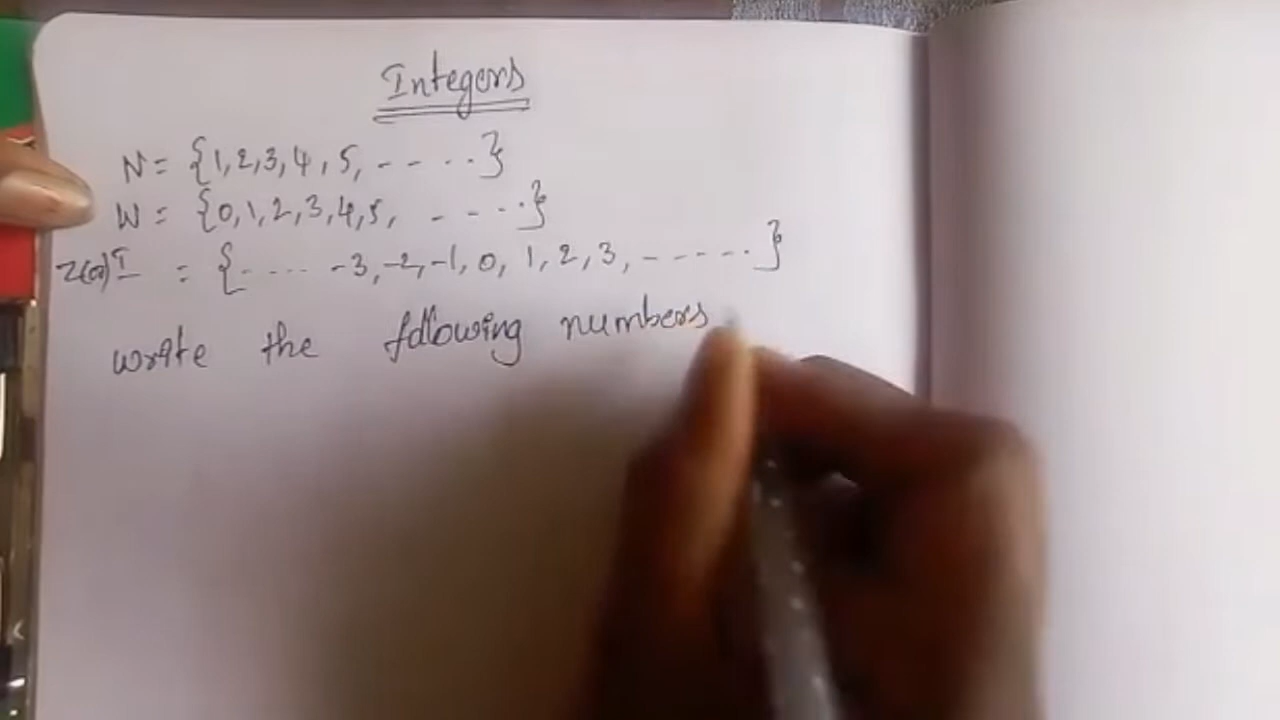 Integers
N = {1, 2, 3, 4, 5, - - - - . }
W = {0, 1, 2, 3, 4, 5, - - - - . }
Z(or) I = {. . . . . -3, -2, -1, 0, 1, 2, 3, - - - - - . }
write the following numbers